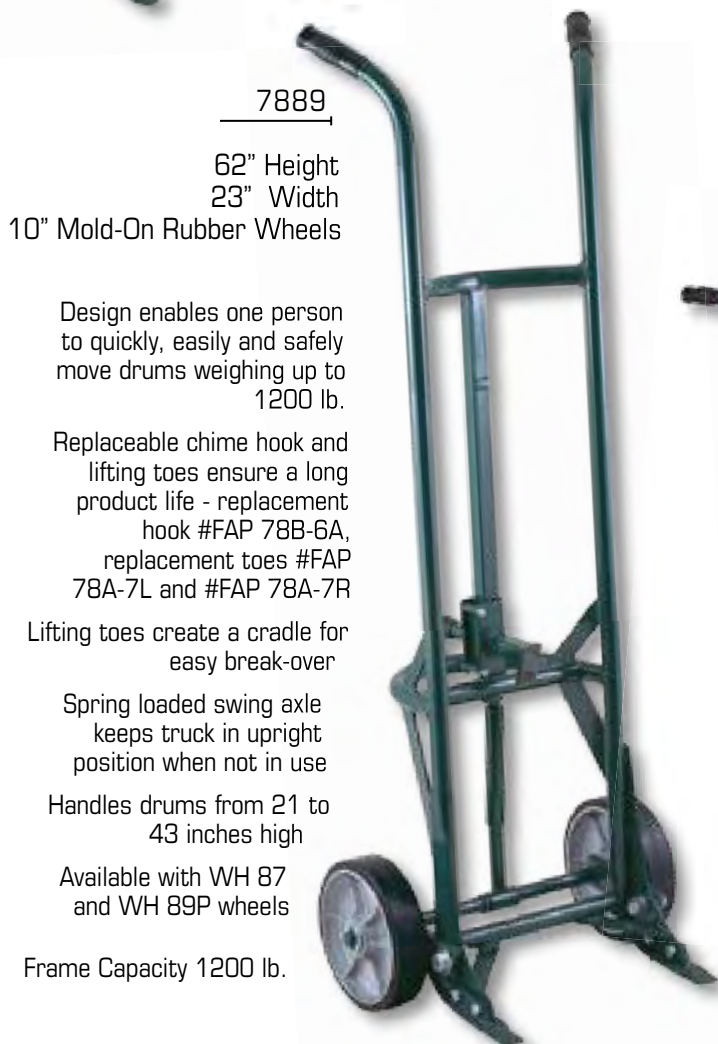 7889
62” Height
23” Width
10” Mold-On Rubber Wheels
Design enables one person
to quickly, easily and safely
move drums weighing up to
1200 lb.
Replaceable chime hook and
lifting toes ensure a long
product life - replacement
hook #FAP 78B-6A,
replacement toes #FAP
78A-7L and #FAP 78A-7R
Lifting toes create a cradle for
easy break-over
Spring loaded swing axle
keeps truck in upright
position when not in use
Handles drums from 21 to
43 inches high
Available with WH 87
and WH 89P wheels
Frame Capacity 1200 lb.